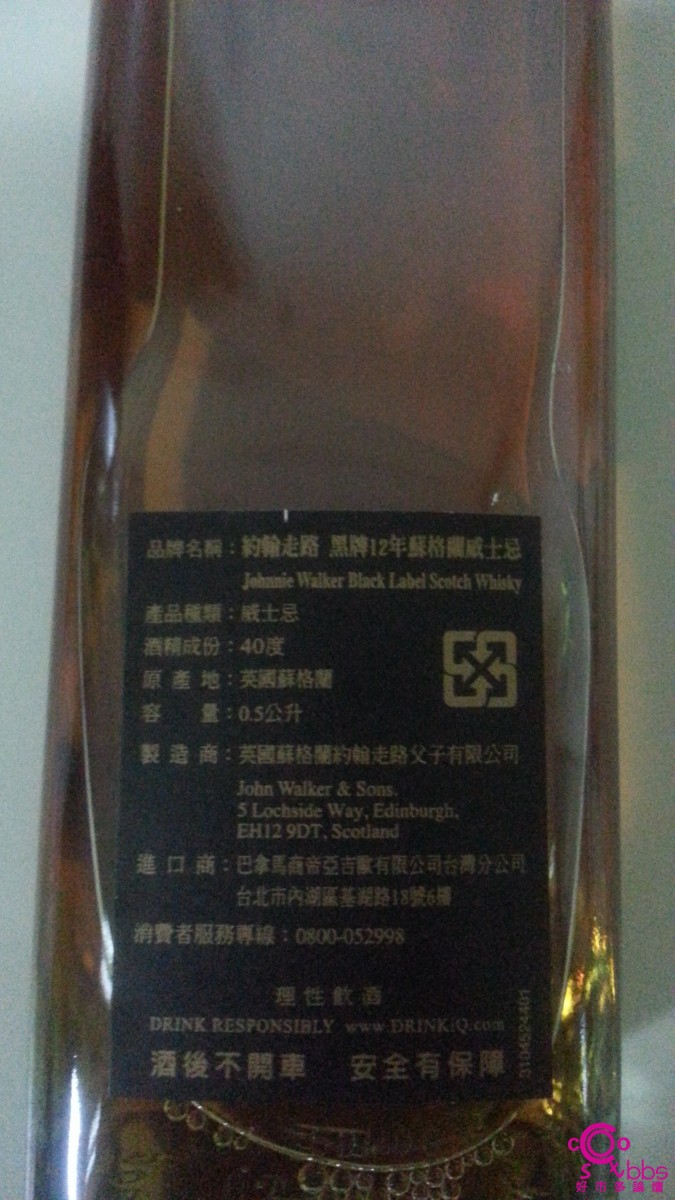 品牌名稱：約翰走路 黑牌12年蘇格蘭威士忌
Johnnie Walker Black Label Scotch Whisky
產品種類：威士忌
酒精成份：40度
原產地：英國蘇格蘭
容量：0.5公升
製造商：英國蘇格蘭約翰走路父子有限公司
John Walker & Sons.
5 Lochside Way, Edinburgh,
EH12 9DT, Scotland
進口商：巴拿馬商帝亞吉歐有限公司台灣分公司
台北市內湖區基湖路18號6樓
消費者服務專線：0800-052998
理性飲酒
DRINK RESPONSIBLY www.DRINKiQ.com
酒後不開車 安全有保障
3104524401
bbs
好市多論壇